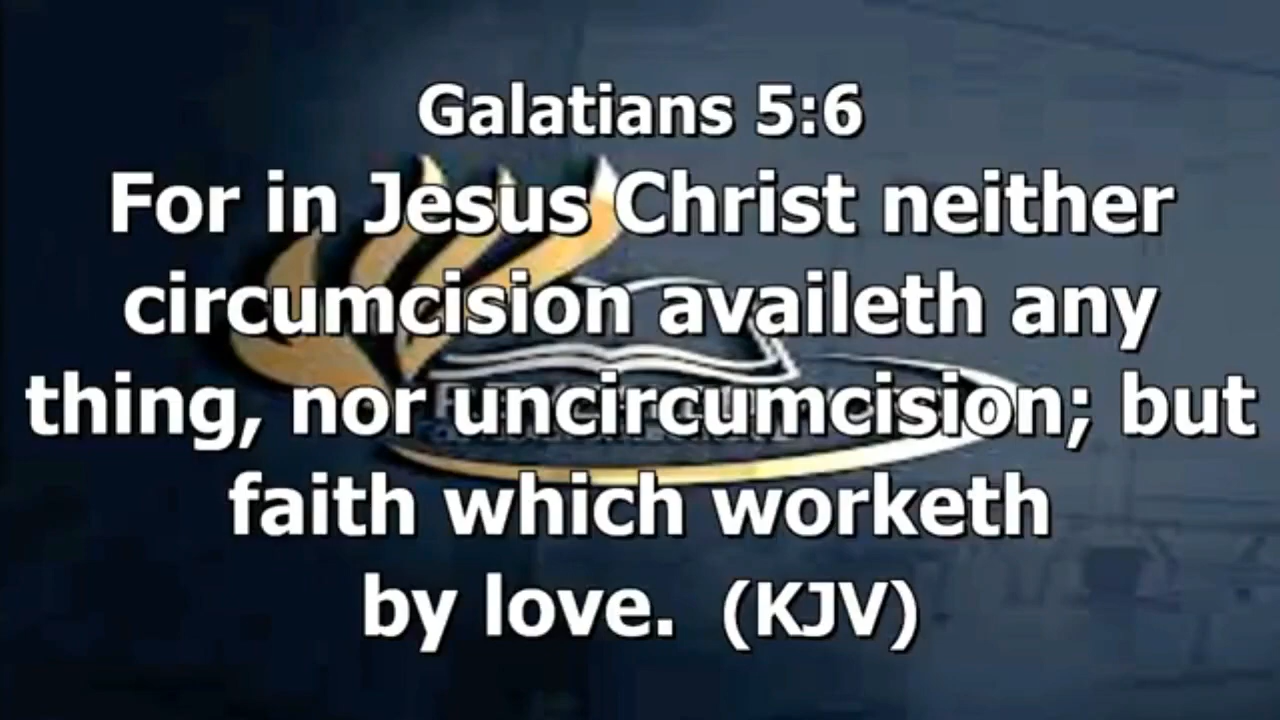 Galatians 5:6
For in Jesus Christ neither
circumcision availeth any
thing, nor uncircumcision; but
faith which worketh
by love.  (KJV)